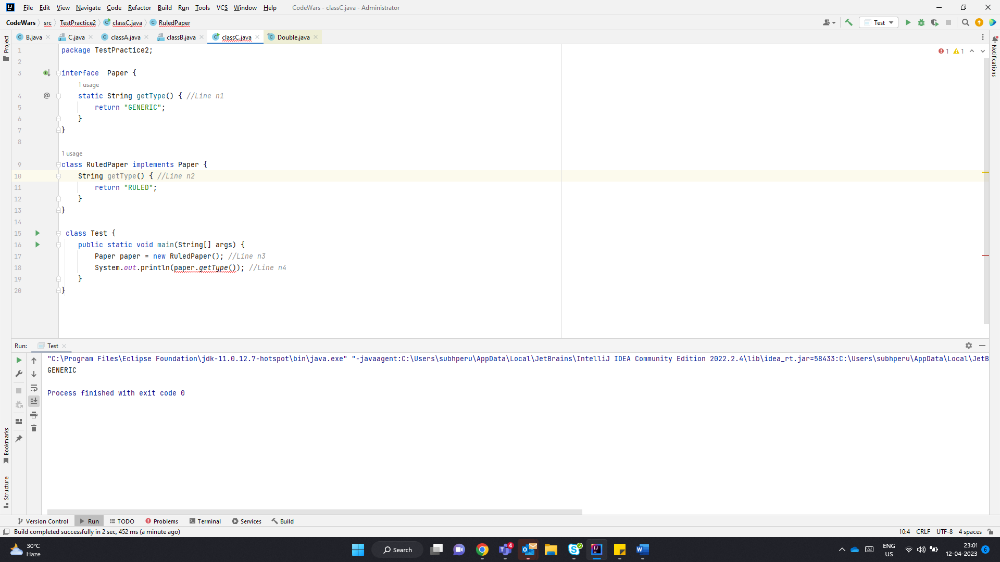 File Edit View Navigate Code Refactor Build Run Tools VCS Window Help CodeWars - classC.java - Administrator
CodeWars src TestPractice2 classC.java RuledPaper Test
B.java C.java classA.java classB.java classC.java Double.java
Project
Notifications
1 1
1 package TestPractice2;
2
3 interface  Paper {
1 usage
4 static String getType() { //Line n1
5 return "GENERIC";
6 }
7 }
8
1 usage
9 class RuledPaper implements Paper {
10 String getType() { //Line n2
11 return "RULED";
12 }
13 }
14
15 class Test {
16 public static void main(String[] args) {
17 Paper paper = new RuledPaper(); //Line n3
18 System.out.println(paper.getType()); //Line n4
19 }
20 }
Run: Test
"C:\Program Files\Eclipse Foundation\jdk-11.0.12.7-hotspot\bin\java.exe" "-javaagent:C:\Users\subhperu\AppData\Local\JetBrains\IntelliJ IDEA Community Edition 2022.2.4\lib\idea_rt.jar=58433:C:\Users\subhperu\AppData\Local\JetB
GENERIC
Process finished with exit code 0
Bookmarks
Structure
Version Control Run TODO Problems Terminal Services Build
Build completed successfully in 2 sec, 452 ms (a minute ago) 10:4 CRLF UTF-8 4 spaces
30°C
Haze
Search
4
ENG
US
23:01
12-04-2023
6